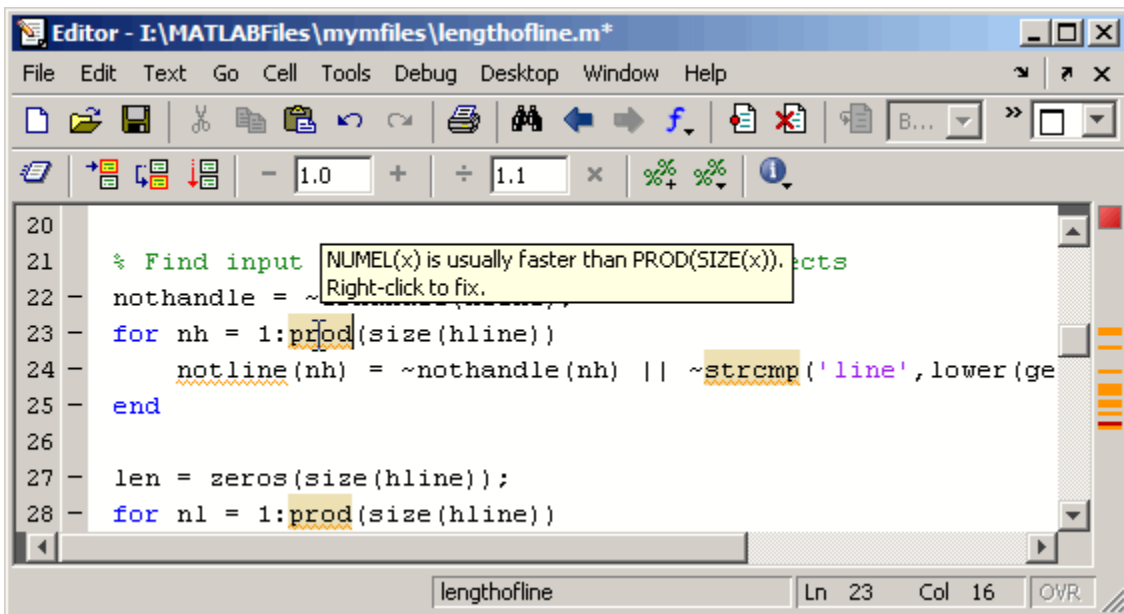 Editor - I:\MATLABFiles\mymfiles\lengthofline.m*
File Edit Text Go Cell Tools Debug Desktop Window Help
B...
1.0 1.1
20
21 % Find input ects
NUMEL(x) is usually faster than PROD(SIZE(x)).
Right-click to fix.
22 - nothandle = ~
23 - for nh = 1:prod(size(hline))
24 - notline(nh) = ~nothandle(nh) || ~strcmp('line',lower(ge
25 - end
26
27 - len = zeros(size(hline));
28 - for nl = 1:prod(size(hline))
lengthofline Ln 23 Col 16 OVR